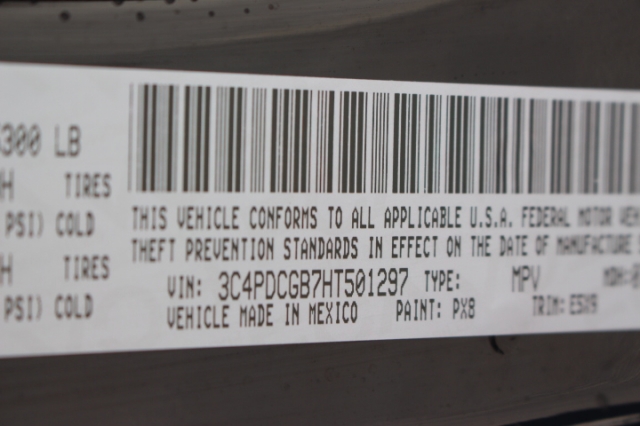 300 LB
H TIRES
PSI) COLD
H TIRES
PSI) COLD
THIS VEHICLE CONFORMS TO ALL APPLICABLE U.S.A. FEDERAL MOTOR
THEFT PREVENTION STANDARDS IN EFFECT ON THE DATE OF MANUFACTURE
VIN: 3C4PDCGB7HT501297 TYPE: MPV MDH:
VEHICLE MADE IN MEXICO PAINT: PX8 TRIM: E5X9